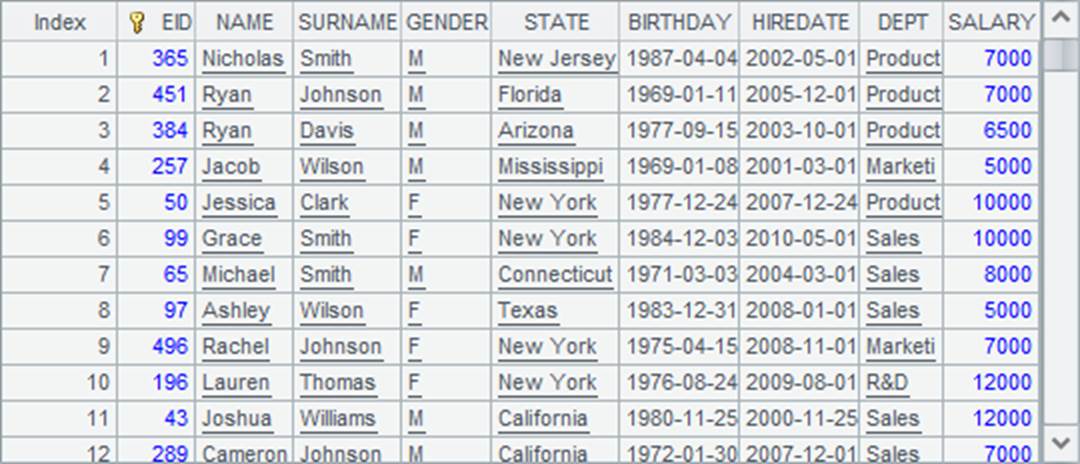 Index EID NAME SURNAME GENDER STATE BIRTHDAY HIREDATE DEPT SALARY
1 365 Nicholas Smith M New Jersey 1987-04-04 2002-05-01 Product 7000
2 451 Ryan Johnson M Florida 1969-01-11 2005-12-01 Product 7000
3 384 Ryan Davis M Arizona 1977-09-15 2003-10-01 Product 6500
4 257 Jacob Wilson M Mississippi 1969-01-08 2001-03-01 Marketi 5000
5 50 Jessica Clark F New York 1977-12-24 2007-12-24 Product 10000
6 99 Grace Smith F New York 1984-12-03 2010-05-01 Sales 10000
7 65 Michael Smith M Connecticut 1971-03-03 2004-03-01 Sales 8000
8 97 Ashley Wilson F Texas 1983-12-31 2008-01-01 Sales 5000
9 496 Rachel Johnson F New York 1975-04-15 2008-11-01 Marketi 7000
10 196 Lauren Thomas F New York 1976-08-24 2009-08-01 R&D 12000
11 43 Joshua Williams M California 1980-11-25 2000-11-25 Sales 12000
12 289 Cameron Johnson M California 1972-01-30 2007-12-01 Sales 7000